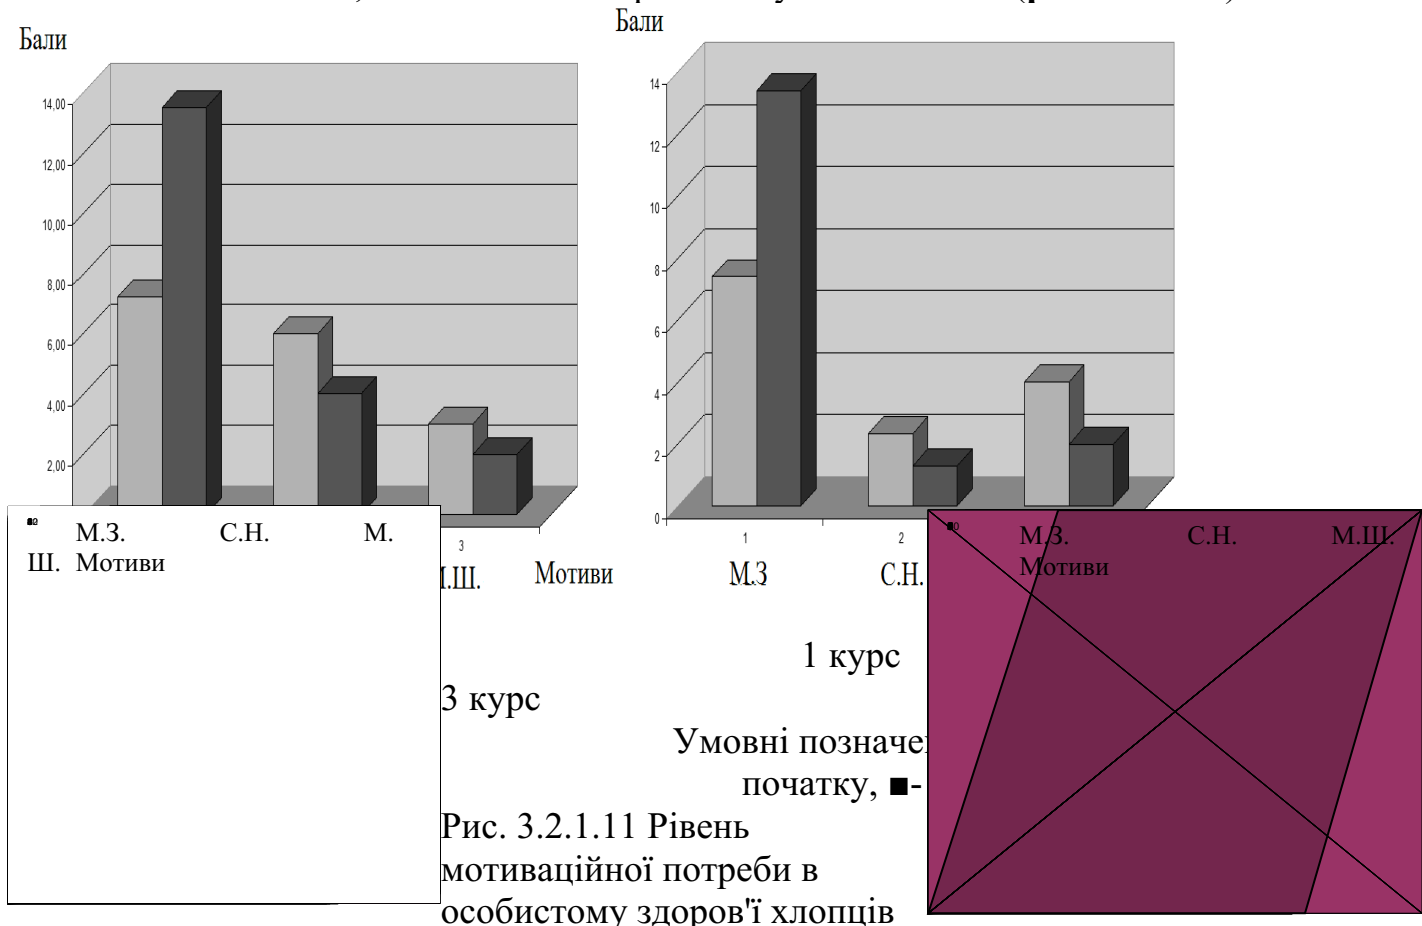 Бали
14,00
12,00
10,00
8,00
6,00
4,00
2,00
3
Мотиви
М.З. С.Н. М.
Ш. Мотиви
Бали
14
12
10
8
6
4
2
0
1
2
М.З
С.Н.
М.З. С.Н. М.Ш.
Мотиви
1 курс
3 курс
Умовні позначе
початку, ■-
Рис. 3.2.1.11 Рівень
мотиваційної потреби в
особистому здоров'ї хлопців